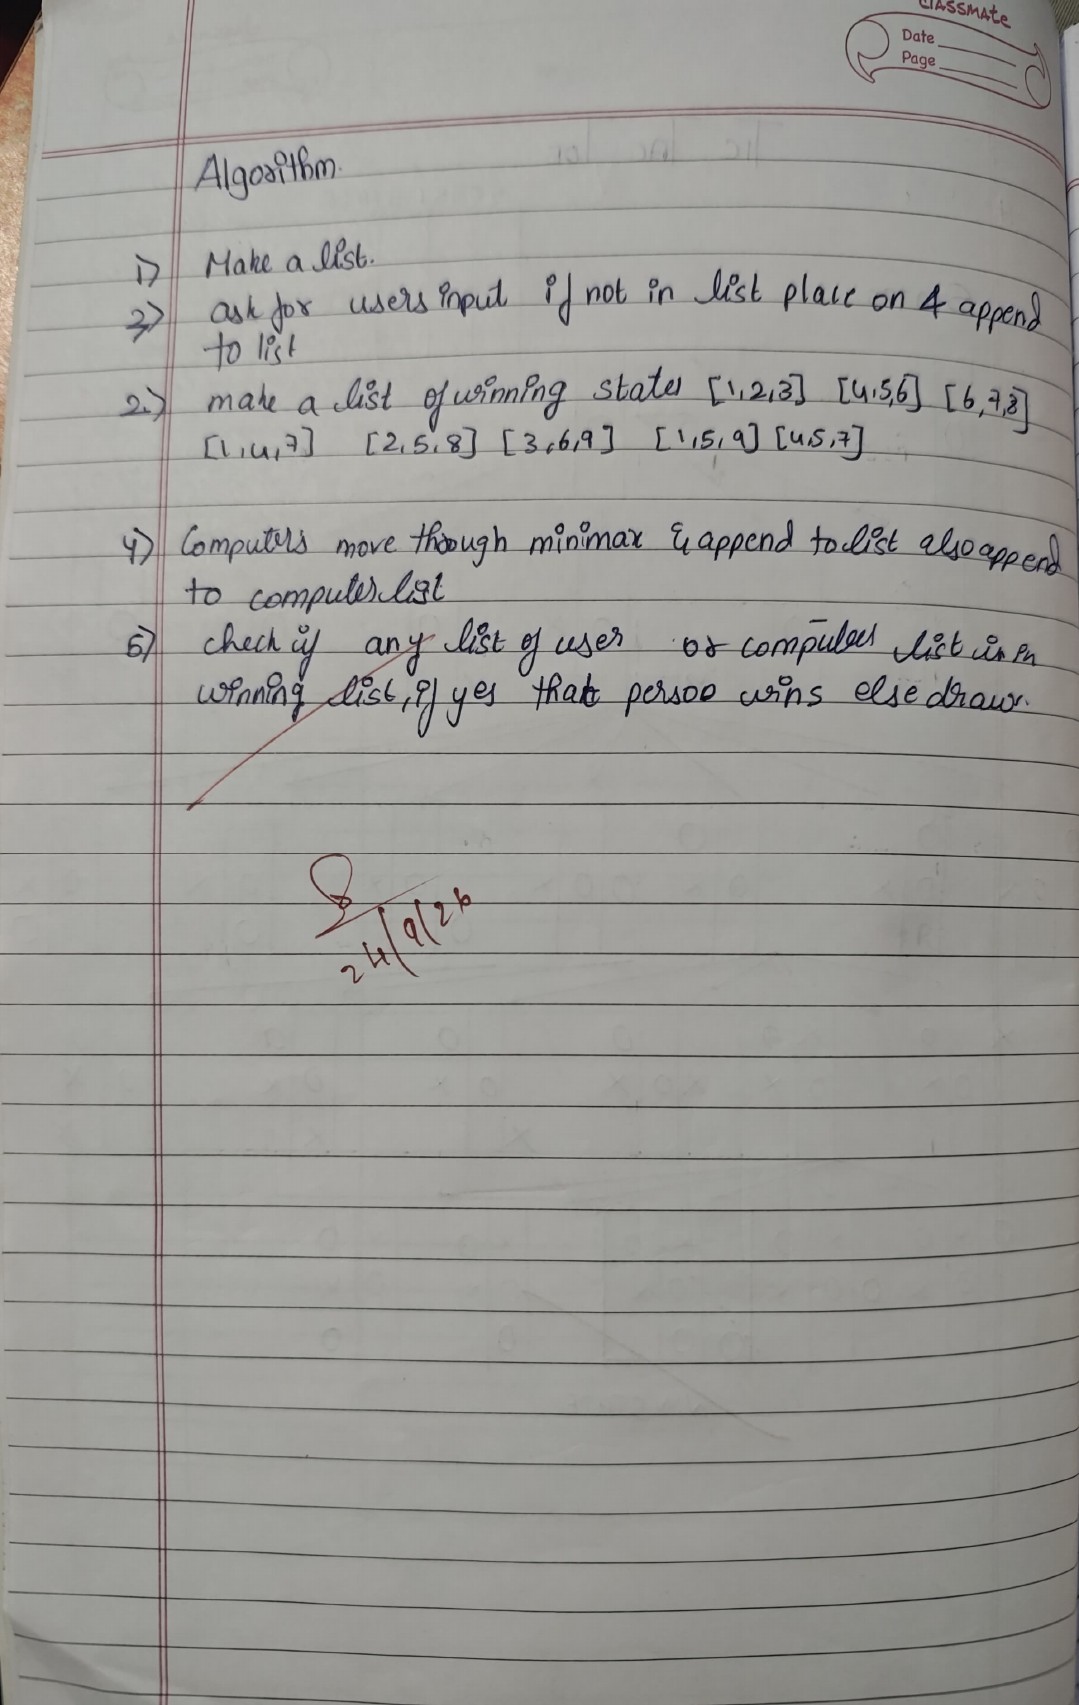 classmate
Date
Page
Algorithm.
1) Make a list.
3) ask for users input if not in list place on & append
to list
2.) make a list of winning states [1,2,3] [4,5,6] [6,7,8]
[1,4,7] [2,5,8] [3,6,9] [1,5,9] [4,5,7]
4) Computers move through minimax & append to list also append
to computers list
5) check if any list of user or computers list is in
winning list, if yes that person wins else draw.
24/9/26